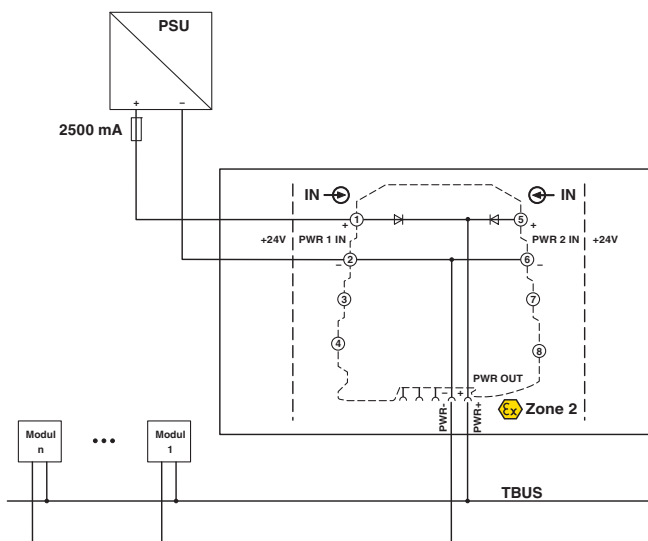 PSU
+ −
2500 mA
IN IN
+ 1 5 +
+24V PWR 1 IN PWR 2 IN +24V
− 2 6 −
3 7
4 8
PWR OUT
− +
PWR- PWR+
Ex Zone 2
Modul
n
...
Modul
1
TBUS